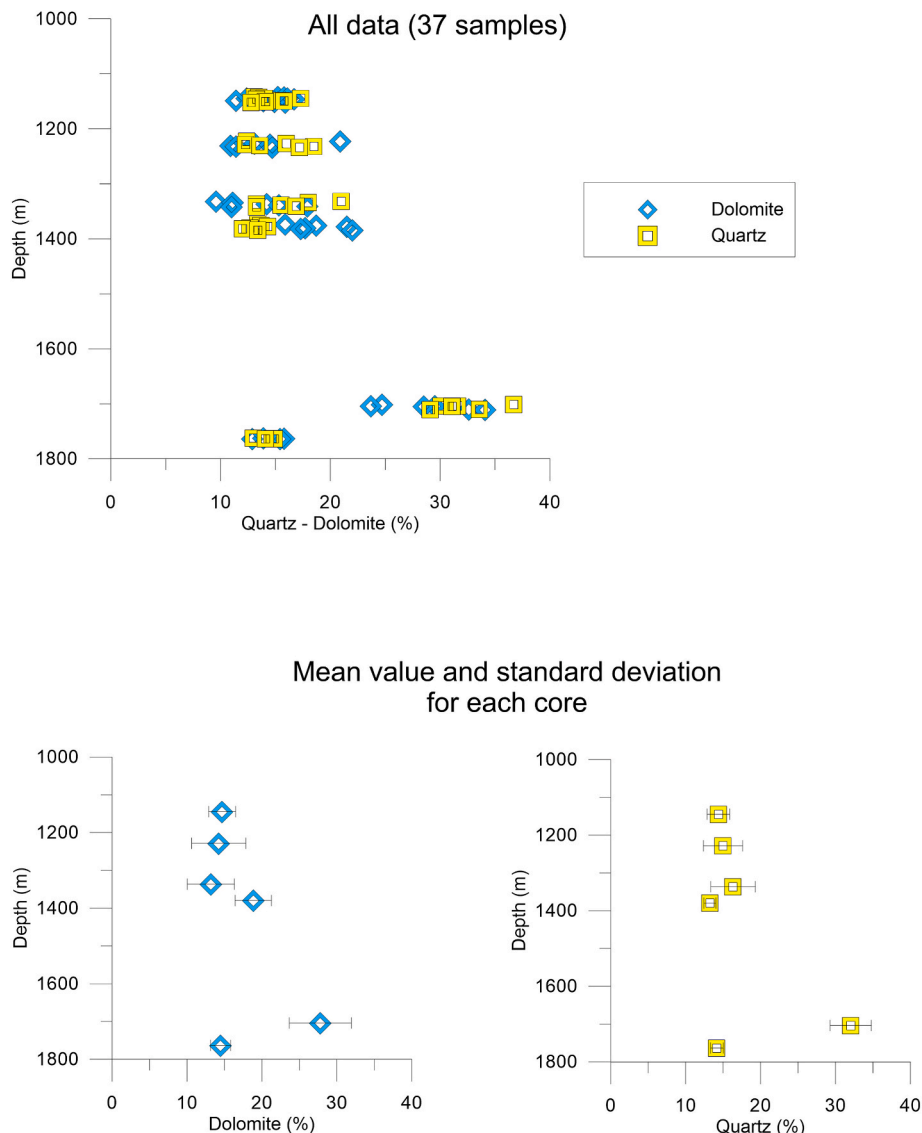 All data (37 samples)
1000
1200
1400
1600
1800
Depth (m)
0 10 20 30 40
Quartz - Dolomite (%)
Dolomite
Quartz
Mean value and standard deviation
for each core
1000
1200
1400
1600
1800
Depth (m)
0 10 20 30 40
Dolomite (%)
1000
1200
1400
1600
1800
Depth (m)
0 10 20 30 40
Quartz (%)